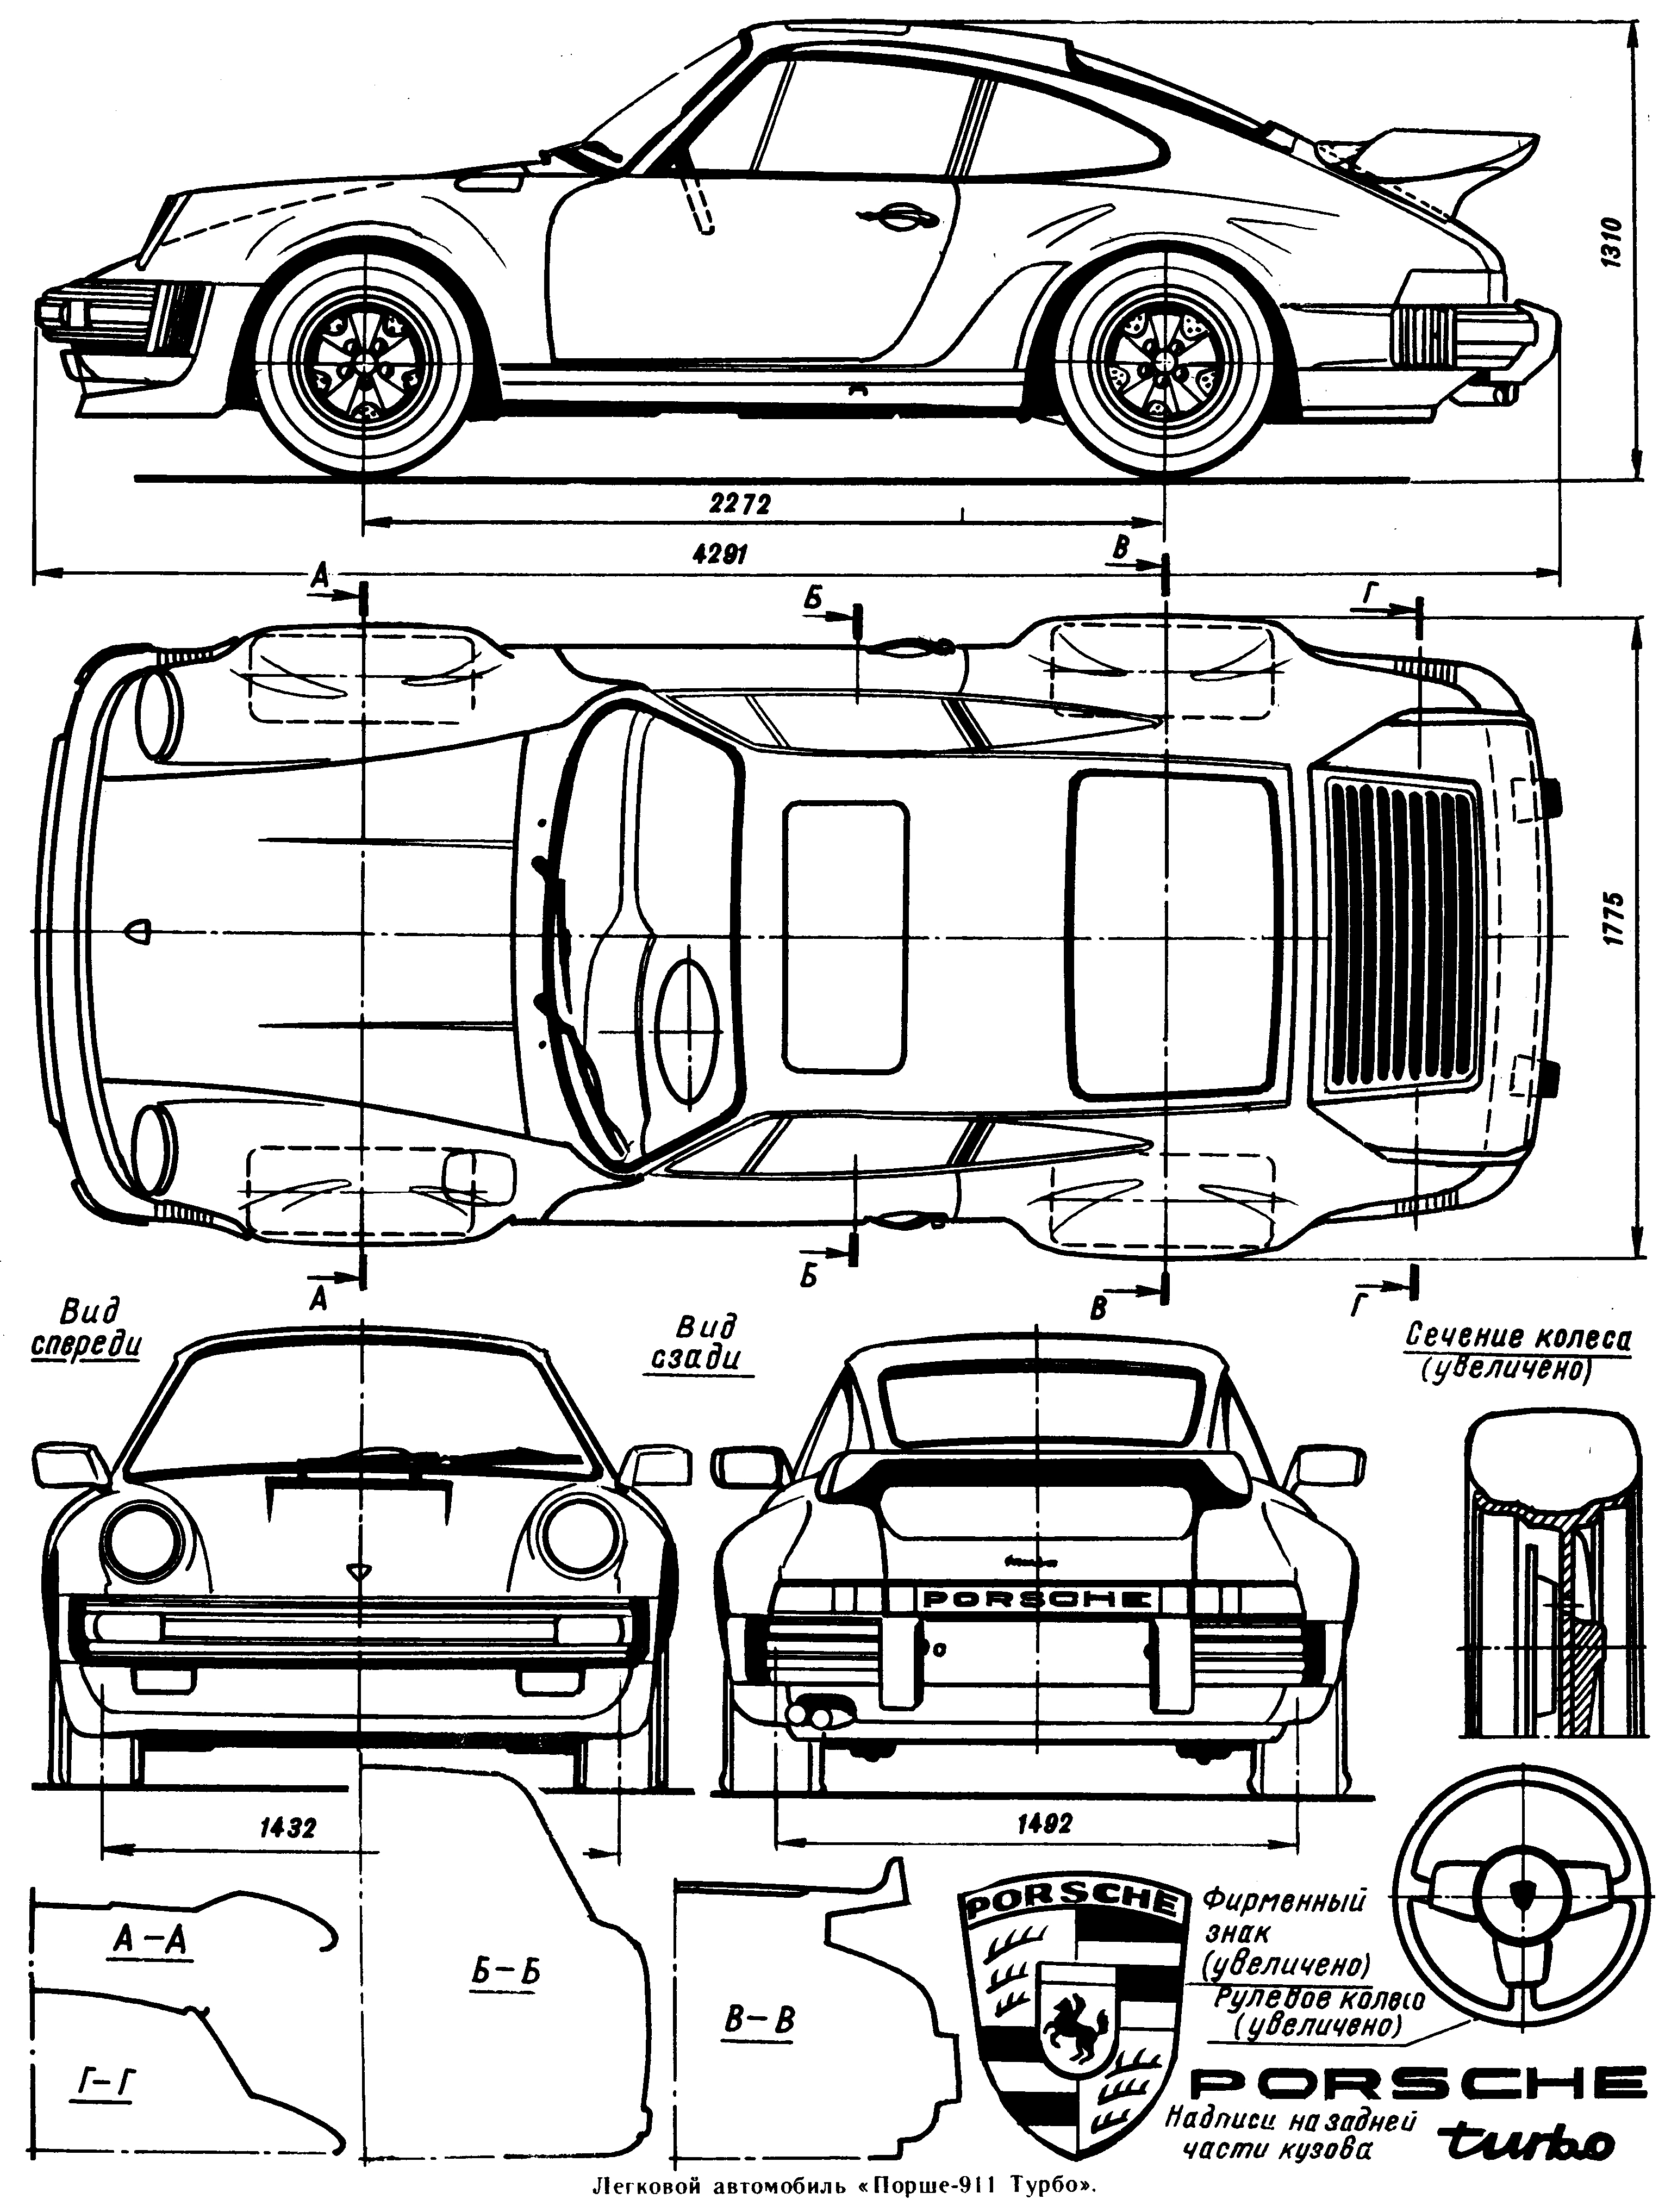 1310
2272
4291
А
Б
В
Г
1775
А
Б
В
Г
Вид
спереди
Вид
сзади
Сечение колеса
(увеличено)
turbo
PORSCHE
1432
1492
А–А
Б–Б
В–В
Г–Г
PORSCHE
Фирменный
знак
(увеличено)
Рулевое колесо
(увеличено)
PORSCHE
Надписи на задней
части кузова
turbo
Легковой автомобиль «Порше-911 Турбо».